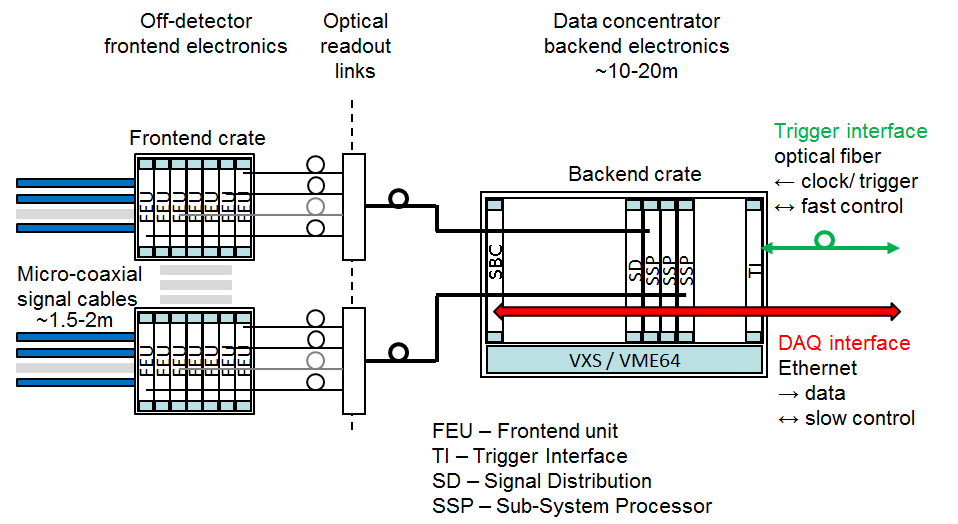 Off-detector
frontend electronics
Optical
readout
links
Data concentrator
backend electronics
~10-20m
Frontend crate
FEU
FEU
FEU
FEU
FEU
FEU
FEU
Micro-coaxial
signal cables
~1.5-2m
FEU
FEU
FEU
FEU
FEU
FEU
FEU
Backend crate
SBC
SD
SSP
SSP
SSP
TI
VXS / VME64
Trigger interface
optical fiber
← clock/ trigger
↔ fast control
DAQ interface
Ethernet
→ data
↔ slow control
FEU – Frontend unit
TI – Trigger Interface
SD – Signal Distribution
SSP – Sub-System Processor